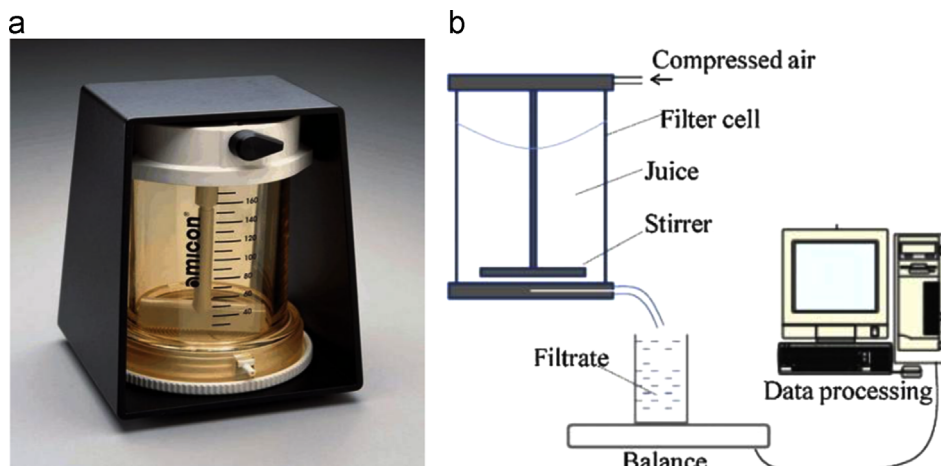 a
b
amicon®
160
140
120
100
80
60
40
Compressed air
Filter cell
Juice
Stirrer
Filtrate
Data processing
Balance